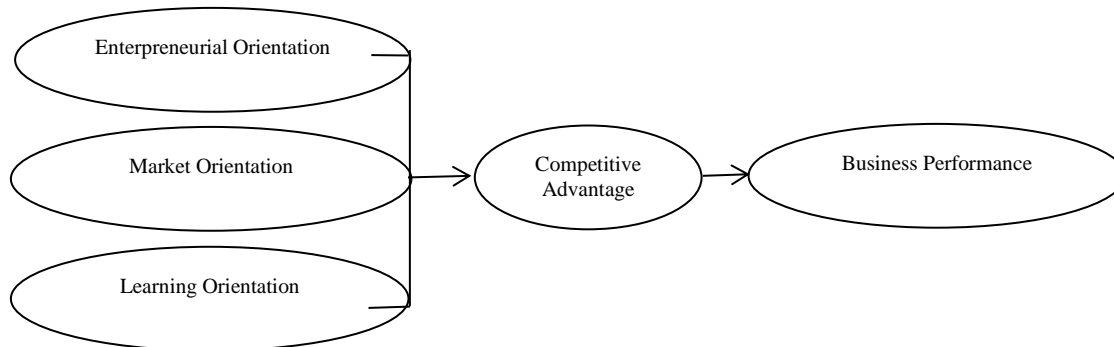 Enterpreneurial Orientation
Market Orientation
Learning Orientation
Competitive
Advantage
Business Performance